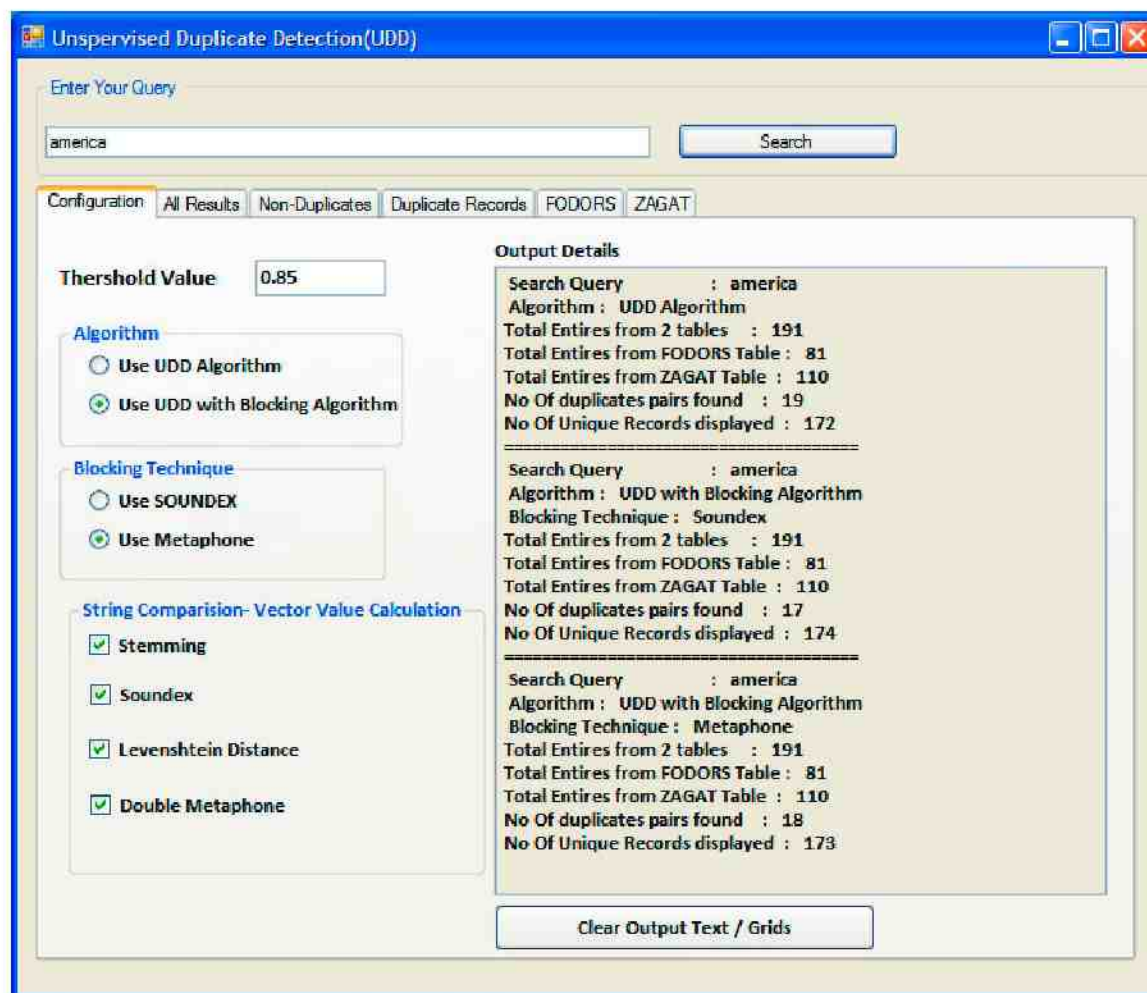 Unspervised Duplicate Detection(UDD)
Enter Your Query
america
Search
Configuration All Results Non-Duplicates Duplicate Records FODORS ZAGAT
Thershold Value 0.85
Algorithm
Use UDD Algorithm
Use UDD with Blocking Algorithm
Blocking Technique
Use SOUNDEX
Use Metaphone
String Comparision- Vector Value Calculation
Stemming
Soundex
Levenshtein Distance
Double Metaphone
Output Details
Search Query : america
Algorithm : UDD Algorithm
Total Entires from 2 tables : 191
Total Entires from FODORS Table : 81
Total Entires from ZAGAT Table : 110
No Of duplicates pairs found : 19
No Of Unique Records displayed : 172
======================================
Search Query : america
Algorithm : UDD with Blocking Algorithm
Blocking Technique : Soundex
Total Entires from 2 tables : 191
Total Entires from FODORS Table : 81
Total Entires from ZAGAT Table : 110
No Of duplicates pairs found : 17
No Of Unique Records displayed : 174
======================================
Search Query : america
Algorithm : UDD with Blocking Algorithm
Blocking Technique : Metaphone
Total Entires from 2 tables : 191
Total Entires from FODORS Table : 81
Total Entires from ZAGAT Table : 110
No Of duplicates pairs found : 18
No Of Unique Records displayed : 173
Clear Output Text / Grids